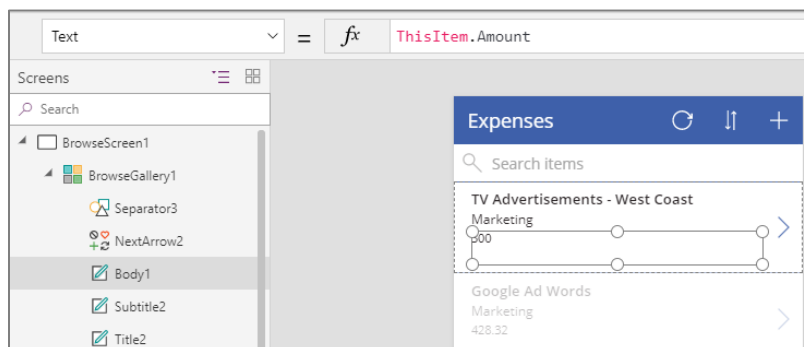 Text = fx ThisItem.Amount
Screens
Search
BrowseScreen1
BrowseGallery1
Separator3
NextArrow2
Body1
Subtitle2
Title2
Expenses
Search items
TV Advertisements - West Coast
Marketing
300
Google Ad Words
Marketing
428.32